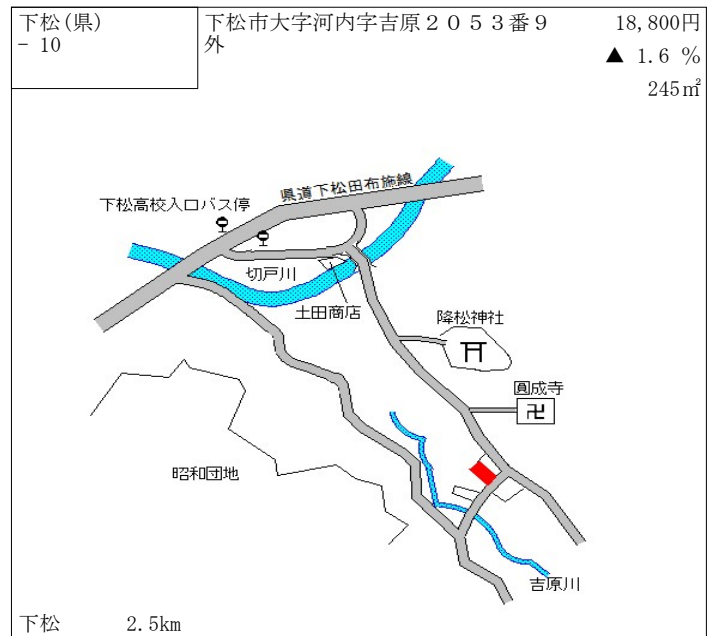 下松(県)
- 10
下松市大字河内字吉原２０５３番９
外
18,800円
▲ 1.6 %
245㎡
県道下松田布施線
下松高校入口バス停
切戸川
土田商店
降松神社
圓成寺
卍
昭和団地
吉原川
下松 2.5km